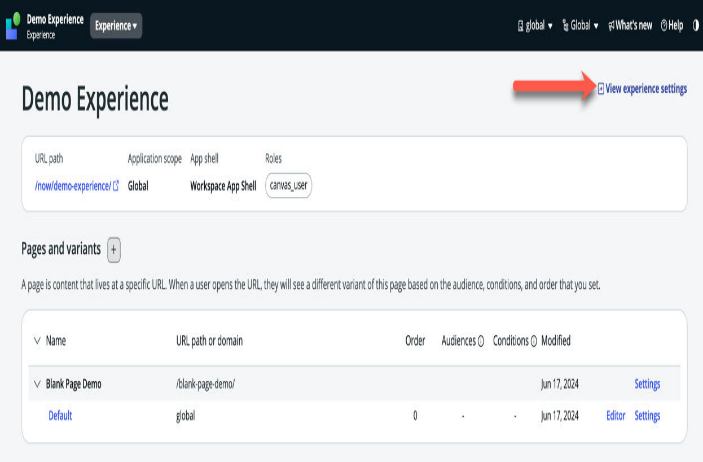 Demo Experience
Experience
Experience ▾
global ▾
Global ▾
What's new
Help
Demo Experience
View experience settings
URL path Application scope App shell Roles
/now/demo-experience/ Global Workspace App Shell canvas_user
Pages and variants +
A page is content that lives at a specific URL. When a user opens the URL, they will see a different variant of this page based on the audience, conditions, and order that you set.
Name URL path or domain Order Audiences Conditions Modified
Blank Page Demo /blank-page-demo/ Jun 17, 2024 Settings
Default global 0 - - Jun 17, 2024 Editor Settings